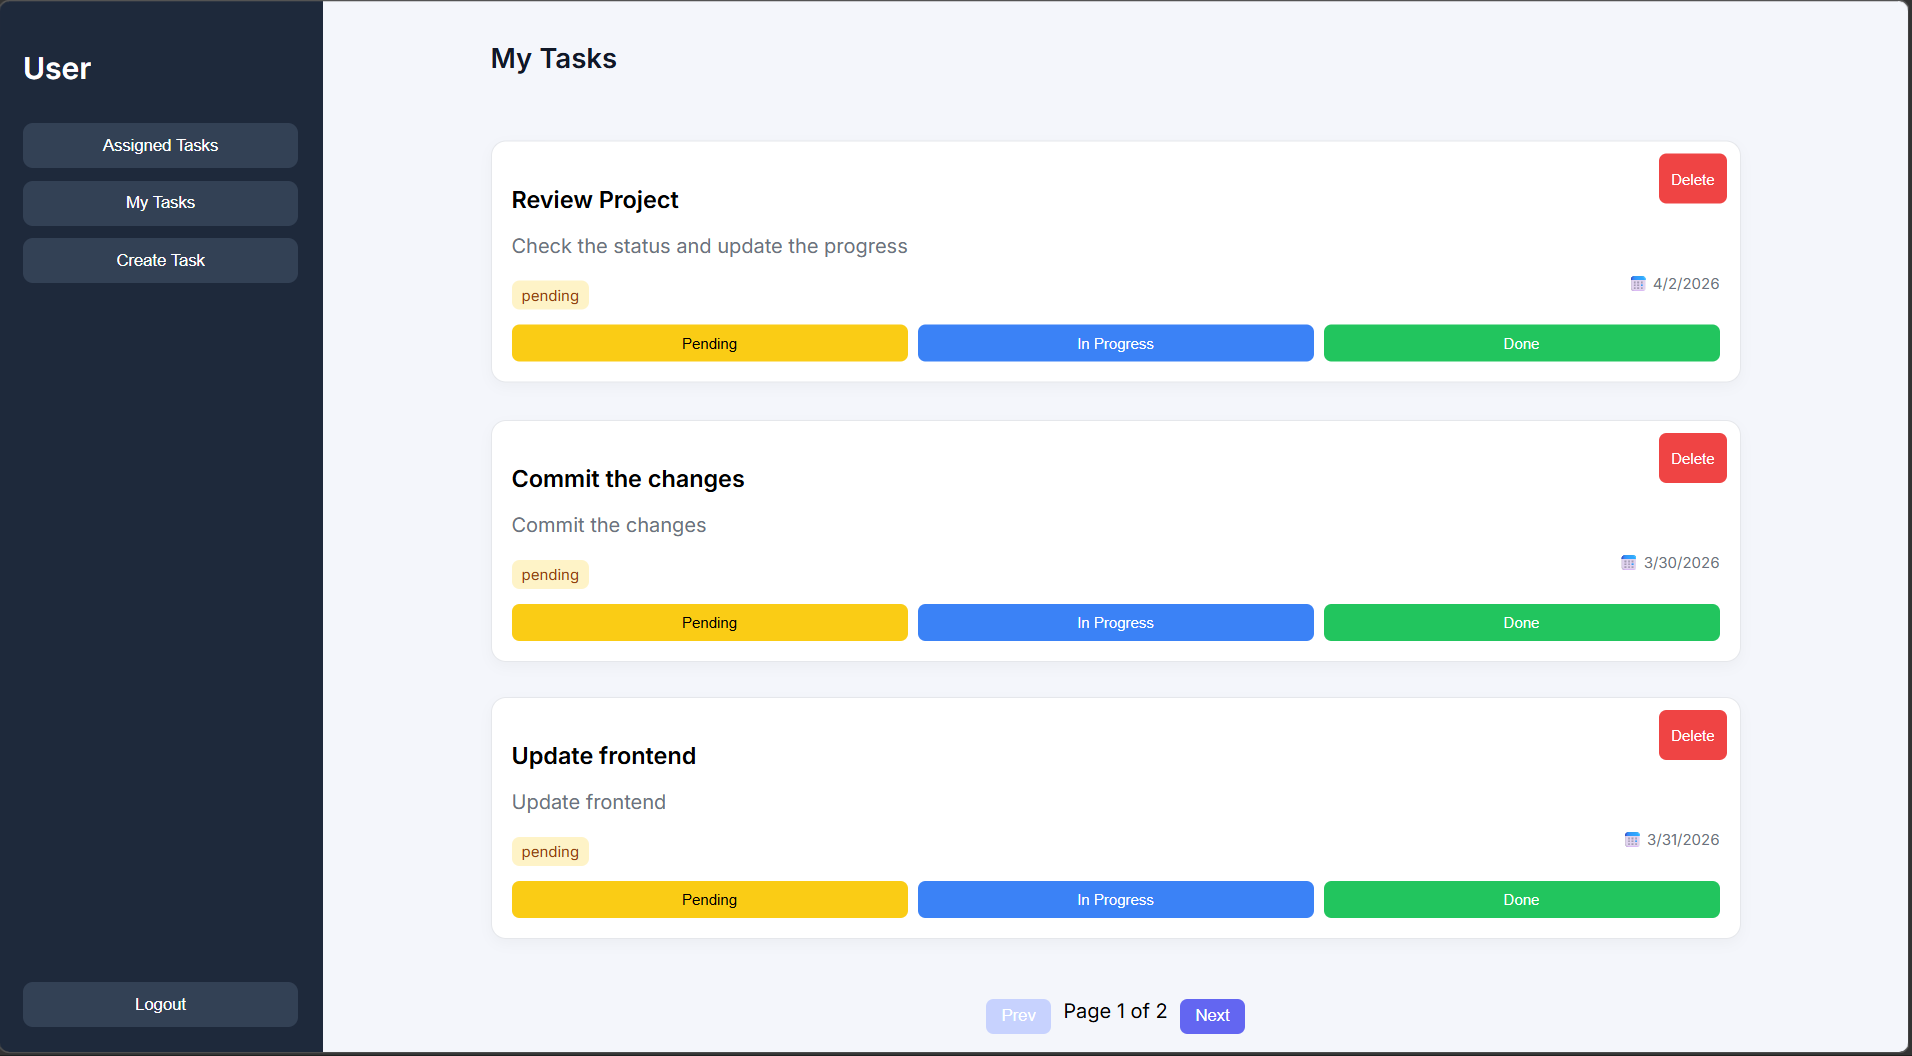 User
Assigned Tasks
My Tasks
Create Task
Logout
My Tasks
Delete
Review Project
Check the status and update the progress
4/2/2026
pending
Pending
In Progress
Done
Delete
Commit the changes
Commit the changes
3/30/2026
pending
Pending
In Progress
Done
Delete
Update frontend
Update frontend
3/31/2026
pending
Pending
In Progress
Done
Prev
Page 1 of 2
Next